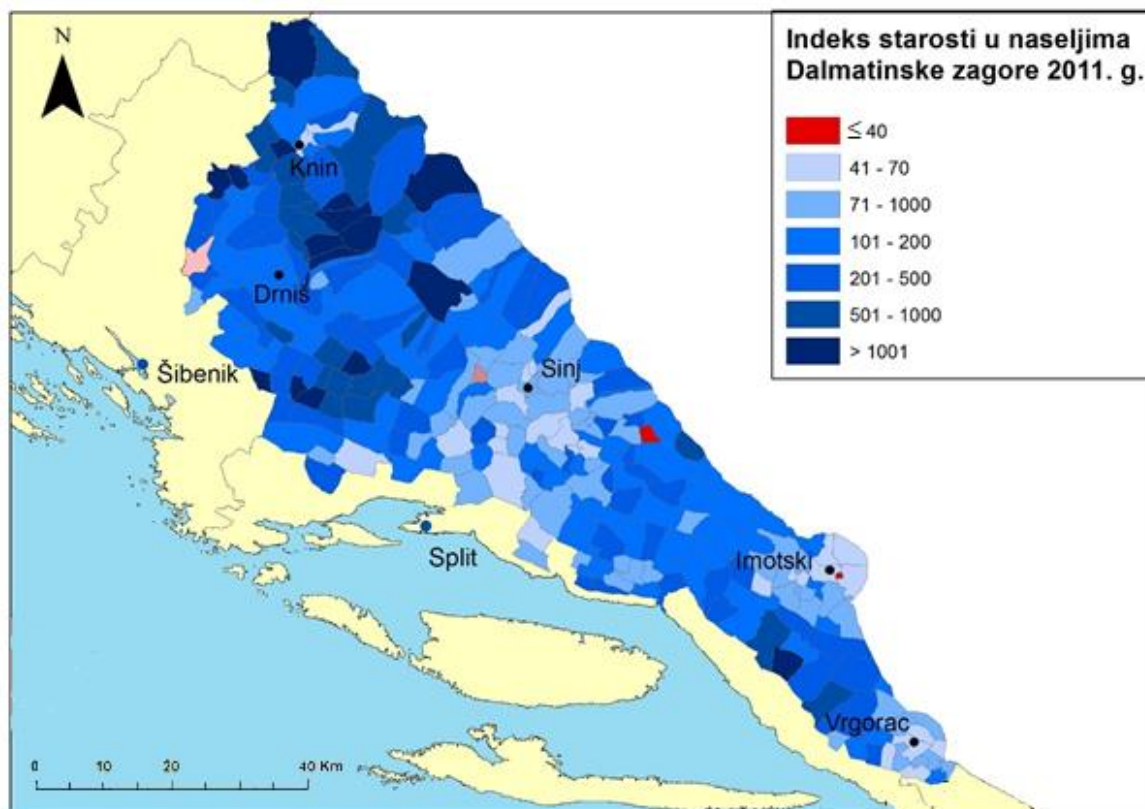 Indeks starosti u naseljima
Dalmatinske zagore 2011. g.
≤ 40
41 - 70
71 - 1000
101 - 200
201 - 500
501 - 1000
> 1001
N
Knin
Drniš
Šibenik
Sinj
Split
Imotski
Vrgorac
0 10 20 40 Km